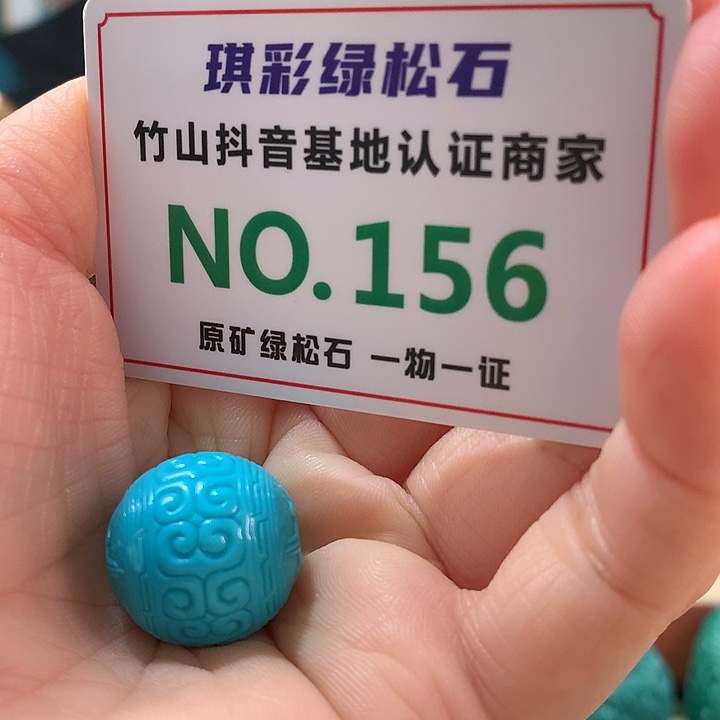 琪彩绿松石
竹山抖音基地认证商家
NO.156
原矿绿松石 一物一证